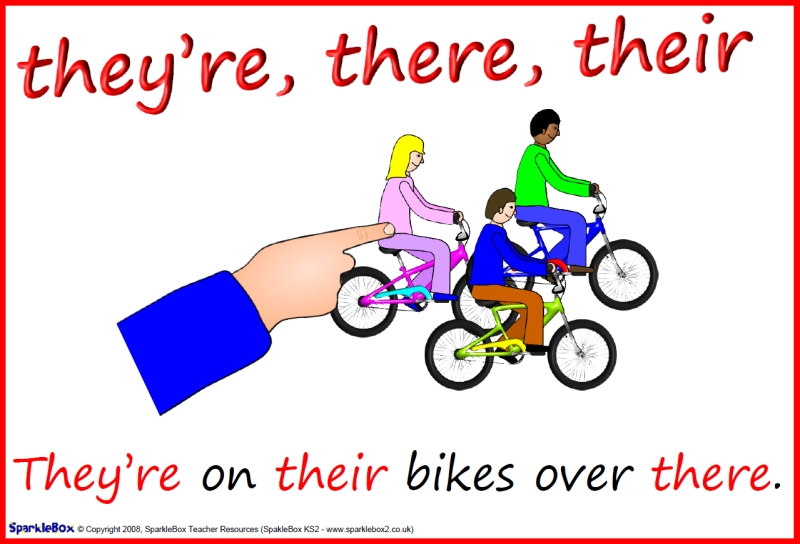 they're, there, their
They're on their bikes over there.
SparkleBox © Copyright 2008, SparkleBox Teacher Resources (SpakleBox KS2 - www.sparklebox2.co.uk)